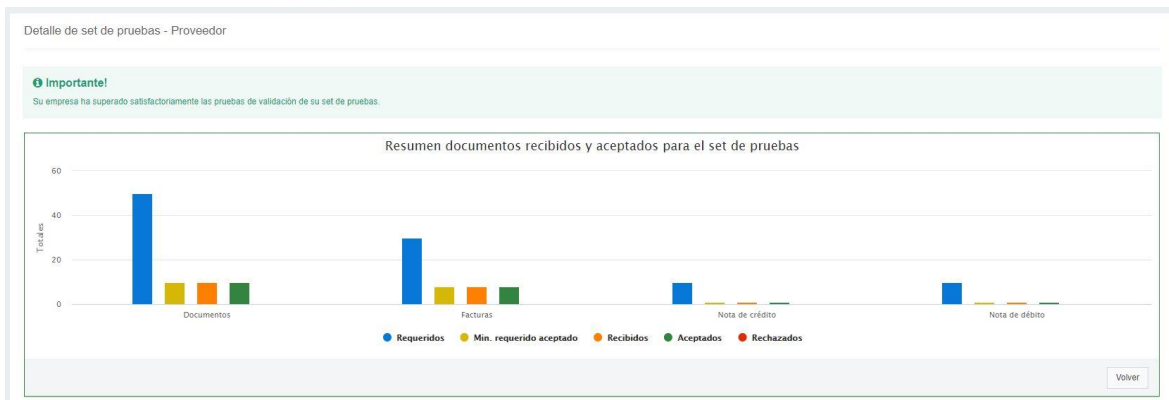 Detalle de set de pruebas - Proveedor
Importante!
Su empresa ha superado satisfactoriamente las pruebas de validación de su set de pruebas.
Resumen documentos recibidos y aceptados para el set de pruebas
60
40
20
0
Totales
Documentos Facturas Nota de crédito Nota de débito
Requeridos Min. requerido aceptado Recibidos Aceptados Rechazados
Volver